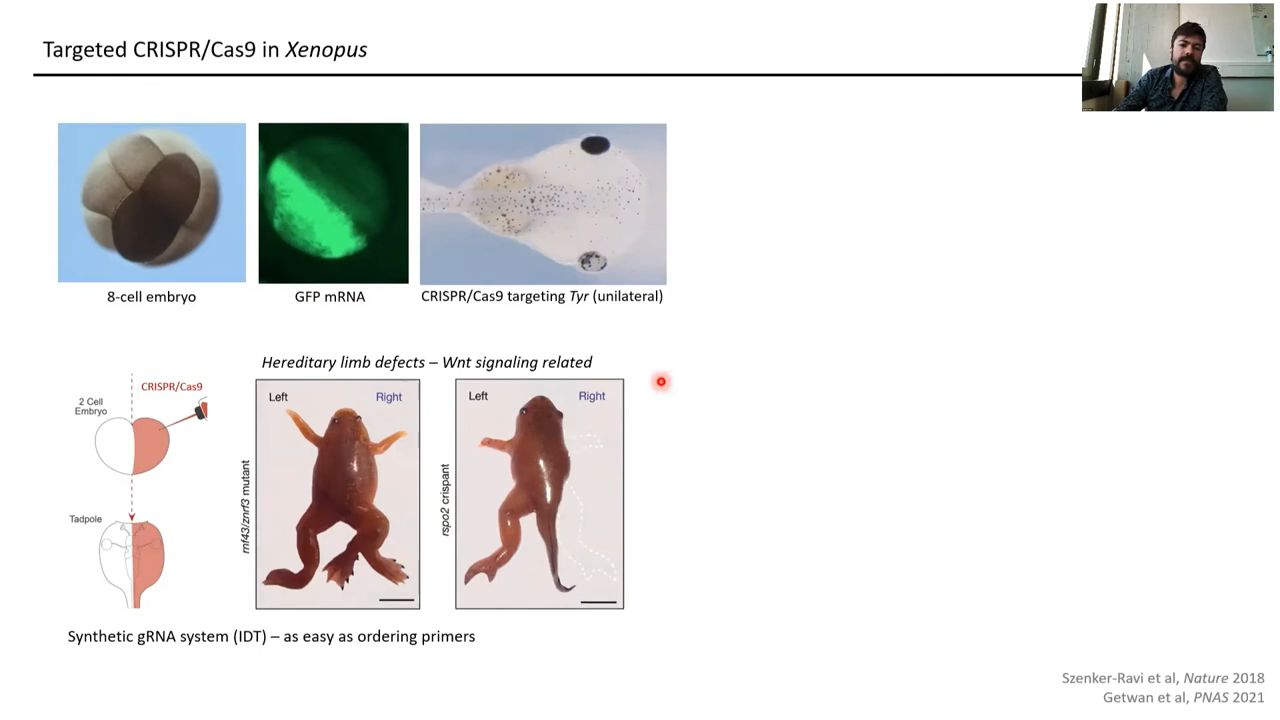 Targeted CRISPR/Cas9 in Xenopus
8-cell embryo
GFP mRNA
CRISPR/Cas9 targeting Tyr (unilateral)
Hereditary limb defects – Wnt signaling related
CRISPR/Cas9
2 Cell
Embryo
Tadpole
rnf43/znrf3 mutant
Left
Right
rspo2 crispant
Left
Right
Synthetic gRNA system (IDT) – as easy as ordering primers
Szenker-Ravi et al, Nature 2018
Getwan et al, PNAS 2021